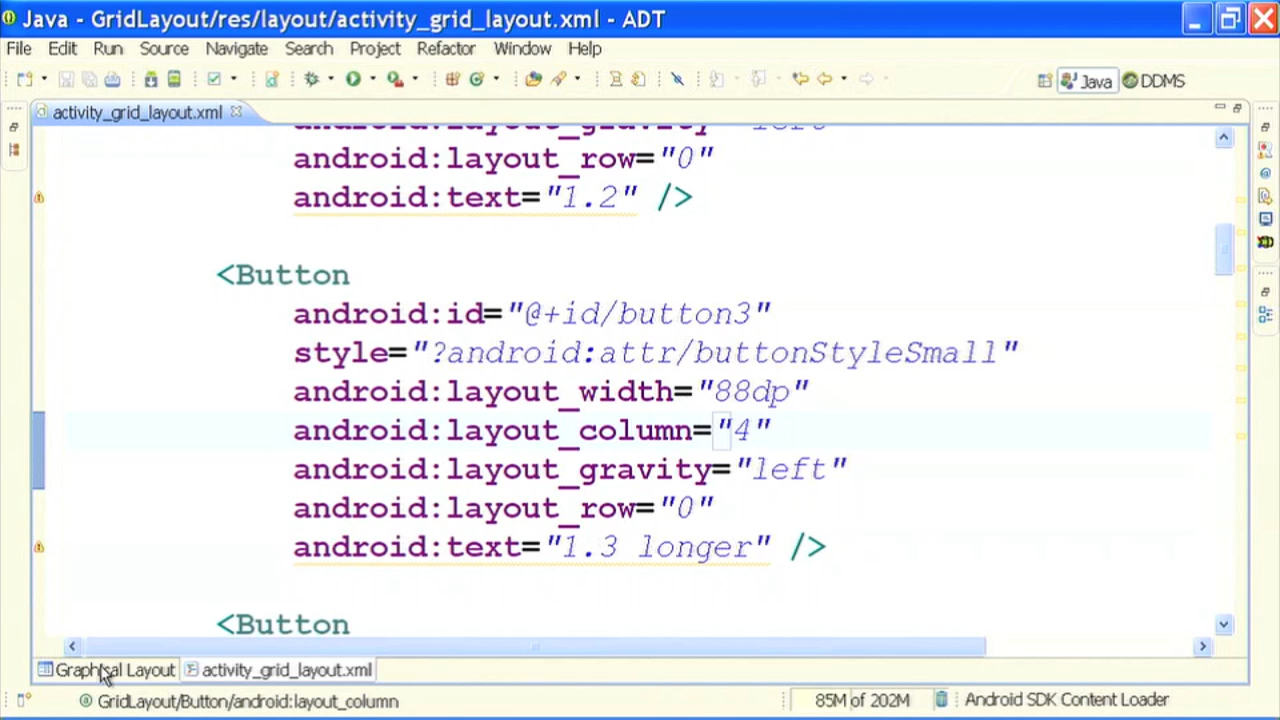 Java - GridLayout/res/layout/activity_grid_layout.xml - ADT
File Edit Run Source Navigate Search Project Refactor Window Help
Java DDMS
activity_grid_layout.xml
android:layout_gravity="left"
android:layout_row="0"
android:text="1.2" />
<Button
android:id="@+id/button3"
style="?android:attr/buttonStyleSmall"
android:layout_width="88dp"
android:layout_column="4"
android:layout_gravity="left"
android:layout_row="0"
android:text="1.3 longer" />
<Button
Graphical Layout activity_grid_layout.xml
GridLayout/Button/android:layout_column 85M of 202M Android SDK Content Loader